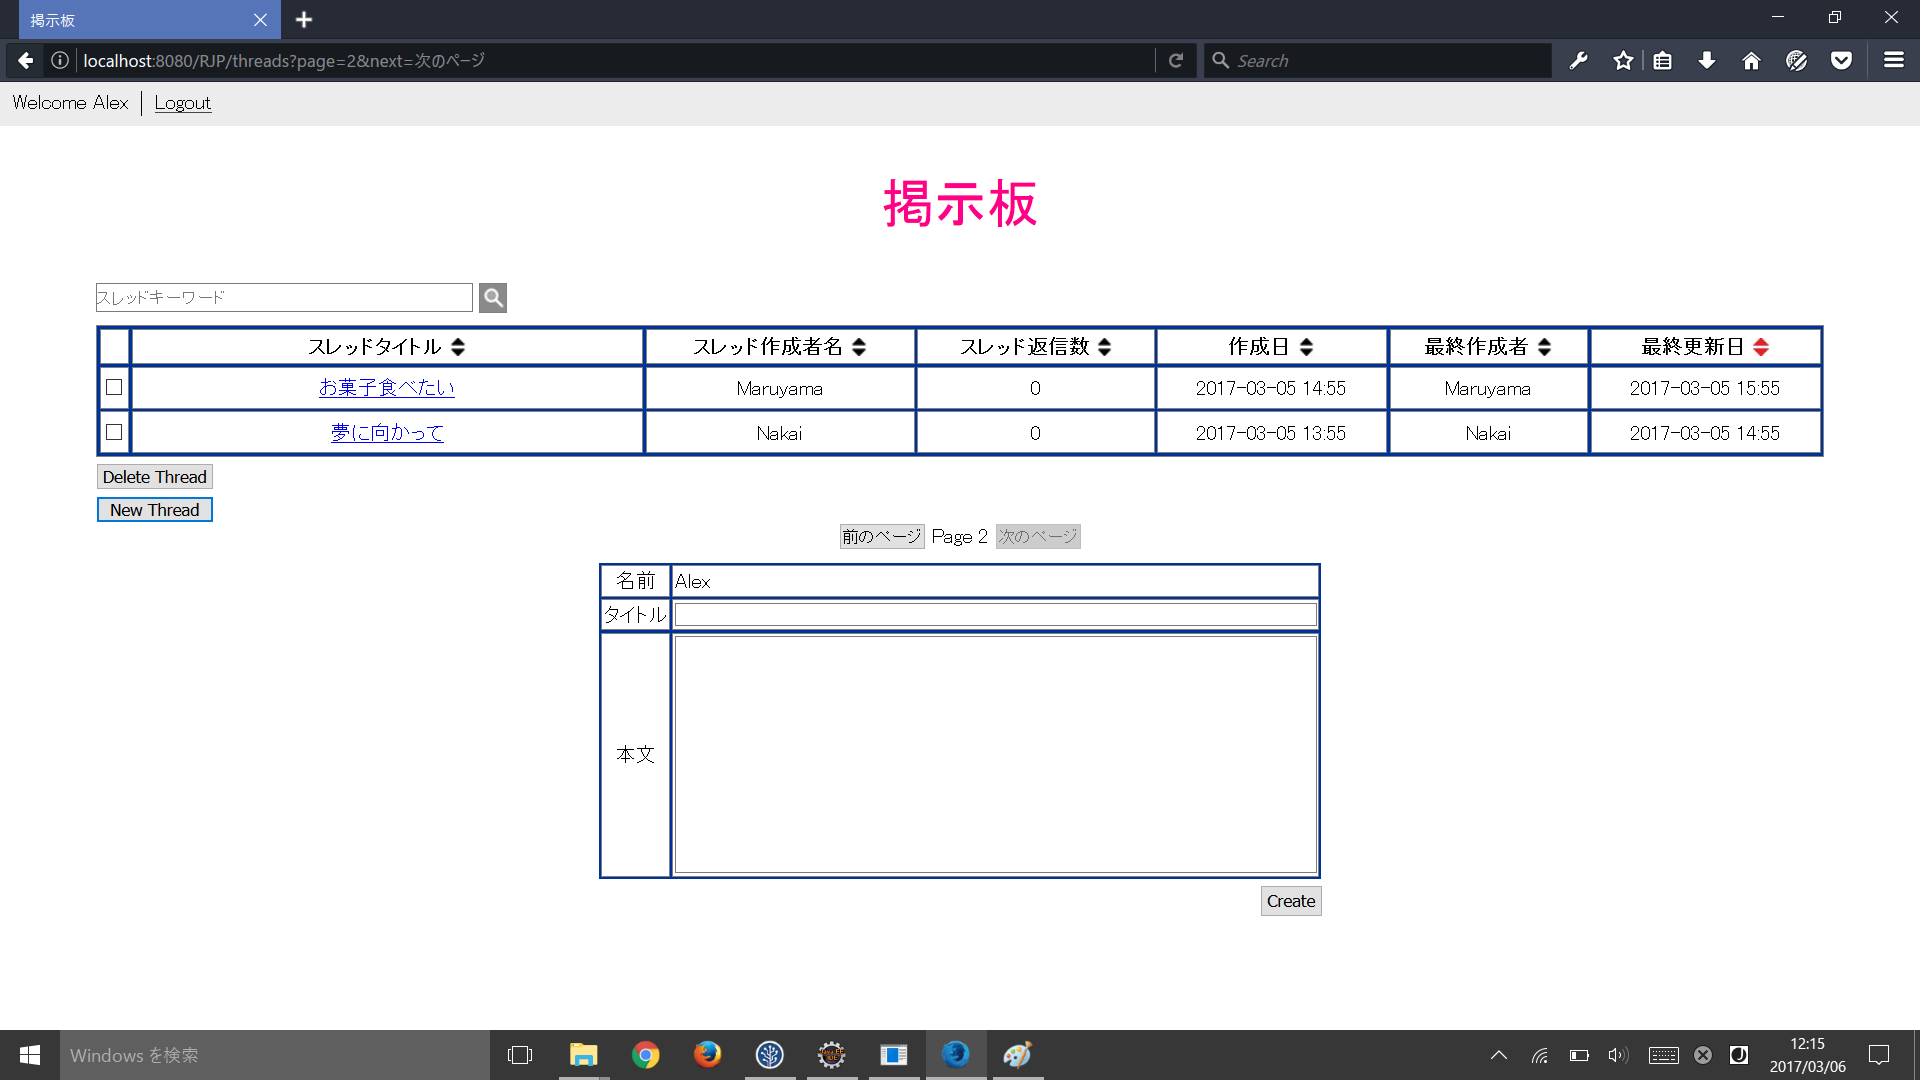 掲示板
localhost:8080/RJP/threads?page=2&next=次のページ
Search
Welcome Alex Logout
掲示板
スレッドキーワード
スレッドタイトル スレッド作成者名 スレッド返信数 作成日 最終作成者 最終更新日
お菓子食べたい Maruyama 0 2017-03-05 14:55 Maruyama 2017-03-05 15:55
夢に向かって Nakai 0 2017-03-05 13:55 Nakai 2017-03-05 14:55
Delete Thread
New Thread
前のページ Page 2 次のページ
名前 Alex
タイトル
本文
Create
Windows を検索
12:15
2017/03/06